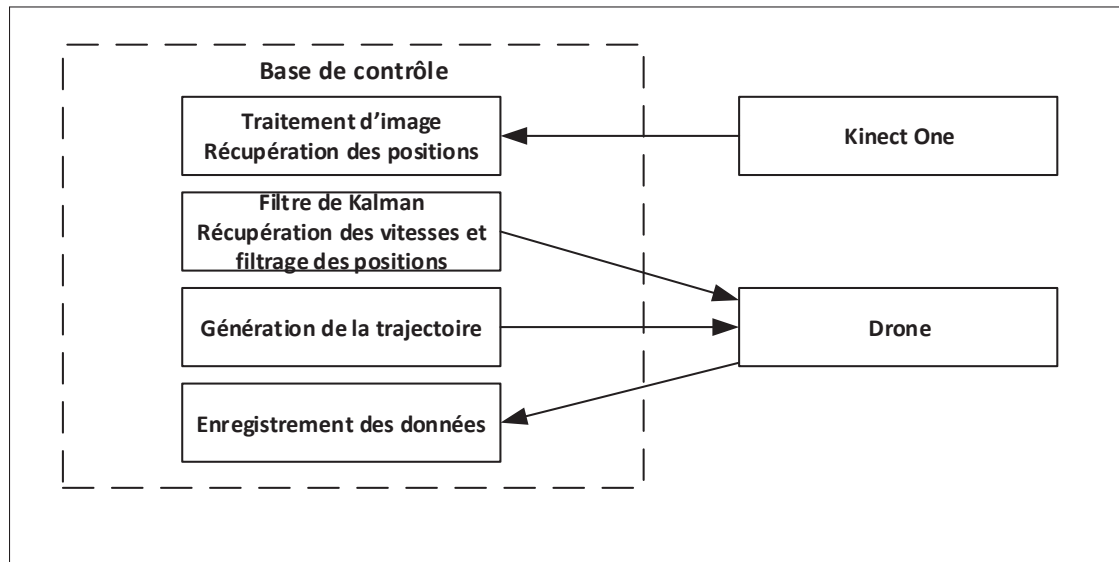 Base de contrôle
Traitement d’image
Récupération des positions
Kinect One
Filtre de Kalman
Récupération des vitesses et
filtrage des positions
Génération de la trajectoire
Drone
Enregistrement des données